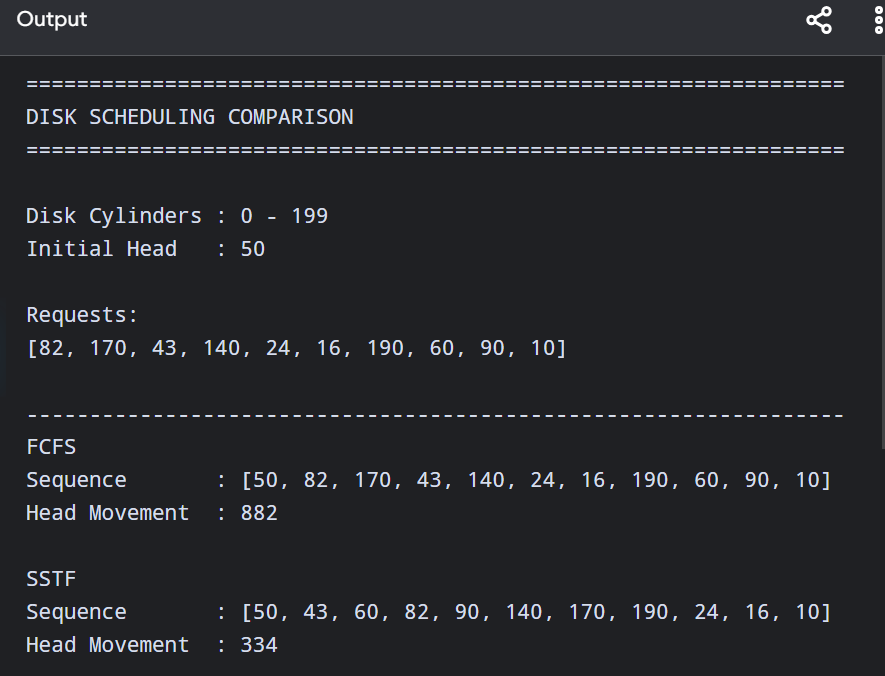 Output
=================================================================
DISK SCHEDULING COMPARISON
=================================================================
Disk Cylinders : 0 - 199
Initial Head   : 50
Requests:
[82, 170, 43, 140, 24, 16, 190, 60, 90, 10]
-----------------------------------------------------------------
FCFS
Sequence       : [50, 82, 170, 43, 140, 24, 16, 190, 60, 90, 10]
Head Movement  : 882
SSTF
Sequence       : [50, 43, 60, 82, 90, 140, 170, 190, 24, 16, 10]
Head Movement  : 334